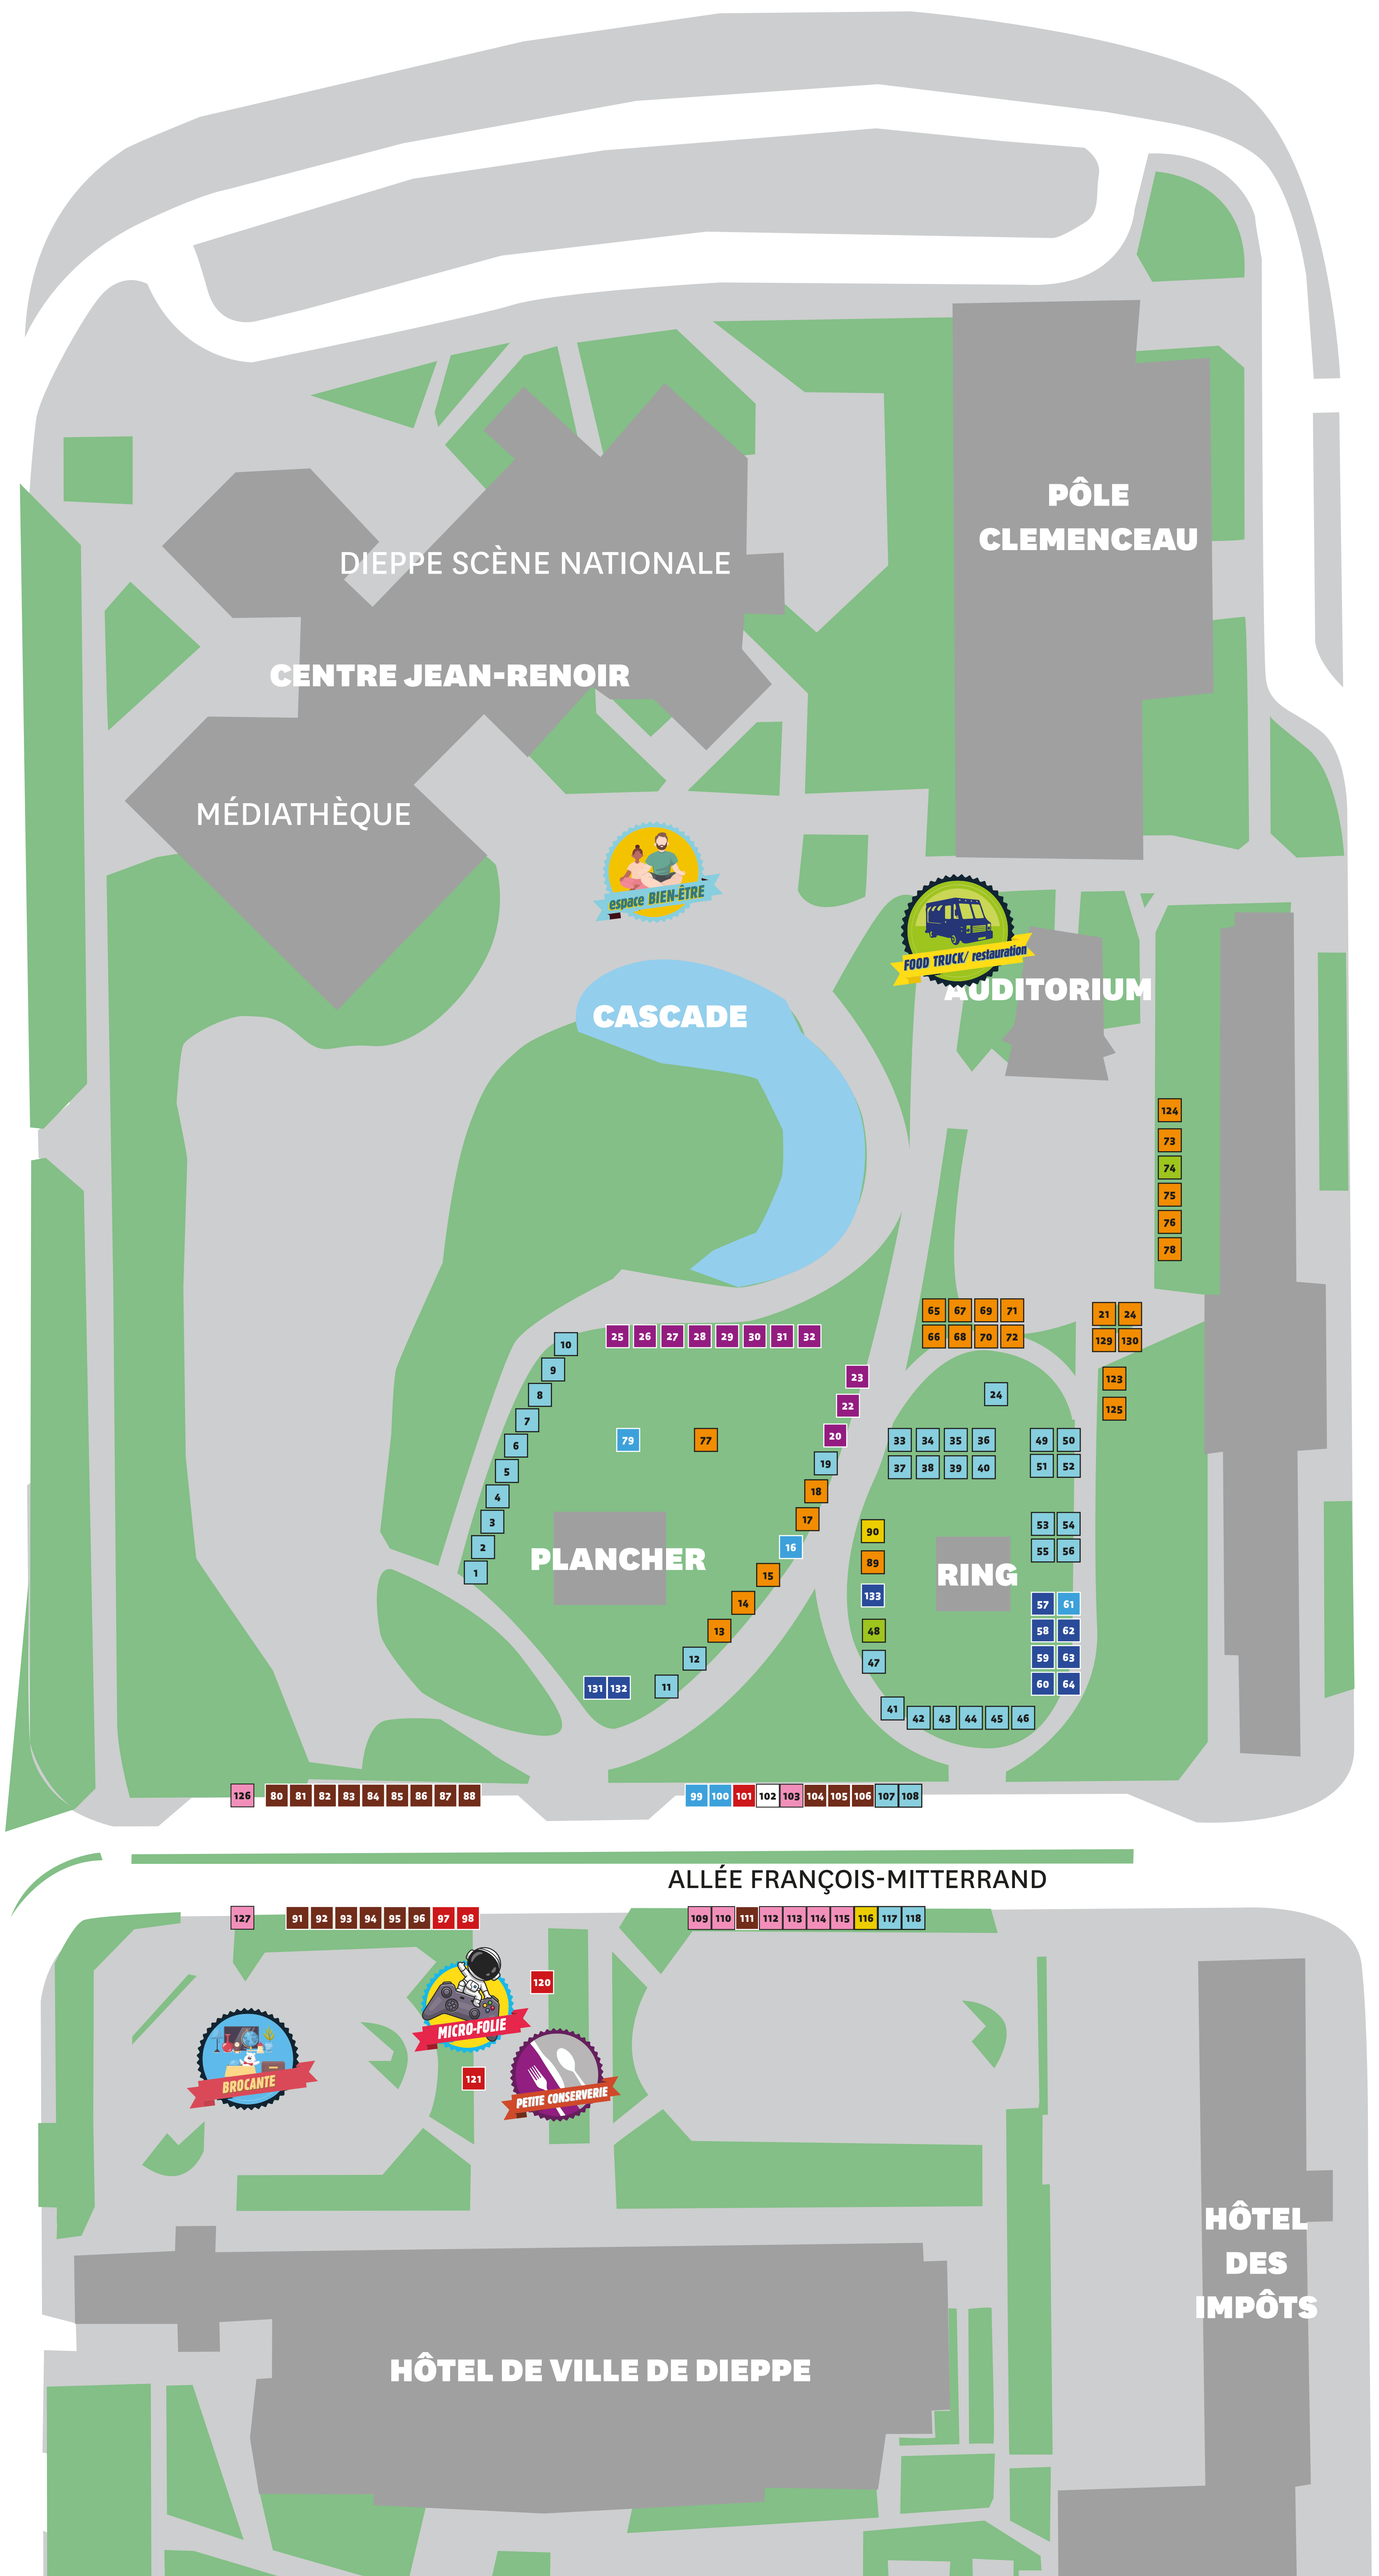 PÔLE
CLEMENCEAU
DIEPPE SCÈNE NATIONALE
CENTRE JEAN-RENOIR
MÉDIATHÈQUE
espace BIEN-ÊTRE
FOOD TRUCK/ restauration
AUDITORIUM
CASCADE
124
73
74
75
76
78
65 67 69 71
66 68 70 72
21 24
129 130
123
125
10
9
8
7
6
5
4
3
2
1
25 26 27 28 29 30 31 32
23
22
20
19
18
17
16
15
14
13
12
11
79
77
PLANCHER
131 132
24
33 34 35 36
37 38 39 40
49 50
51 52
53 54
55 56
90
89
133
48
47
RING
57 61
58 62
59 63
60 64
41 42 43 44 45 46
126 80 81 82 83 84 85 86 87 88
99 100 101 102 103 104 105 106 107 108
ALLÉE FRANÇOIS-MITTERRAND
127 91 92 93 94 95 96 97 98
109 110 111 112 113 114 115 116 117 118
120
MICRO-FOLIE
121
BROCANTE
PETITE CONSERVERIE
HÔTEL
DES
IMPÔTS
HÔTEL DE VILLE DE DIEPPE